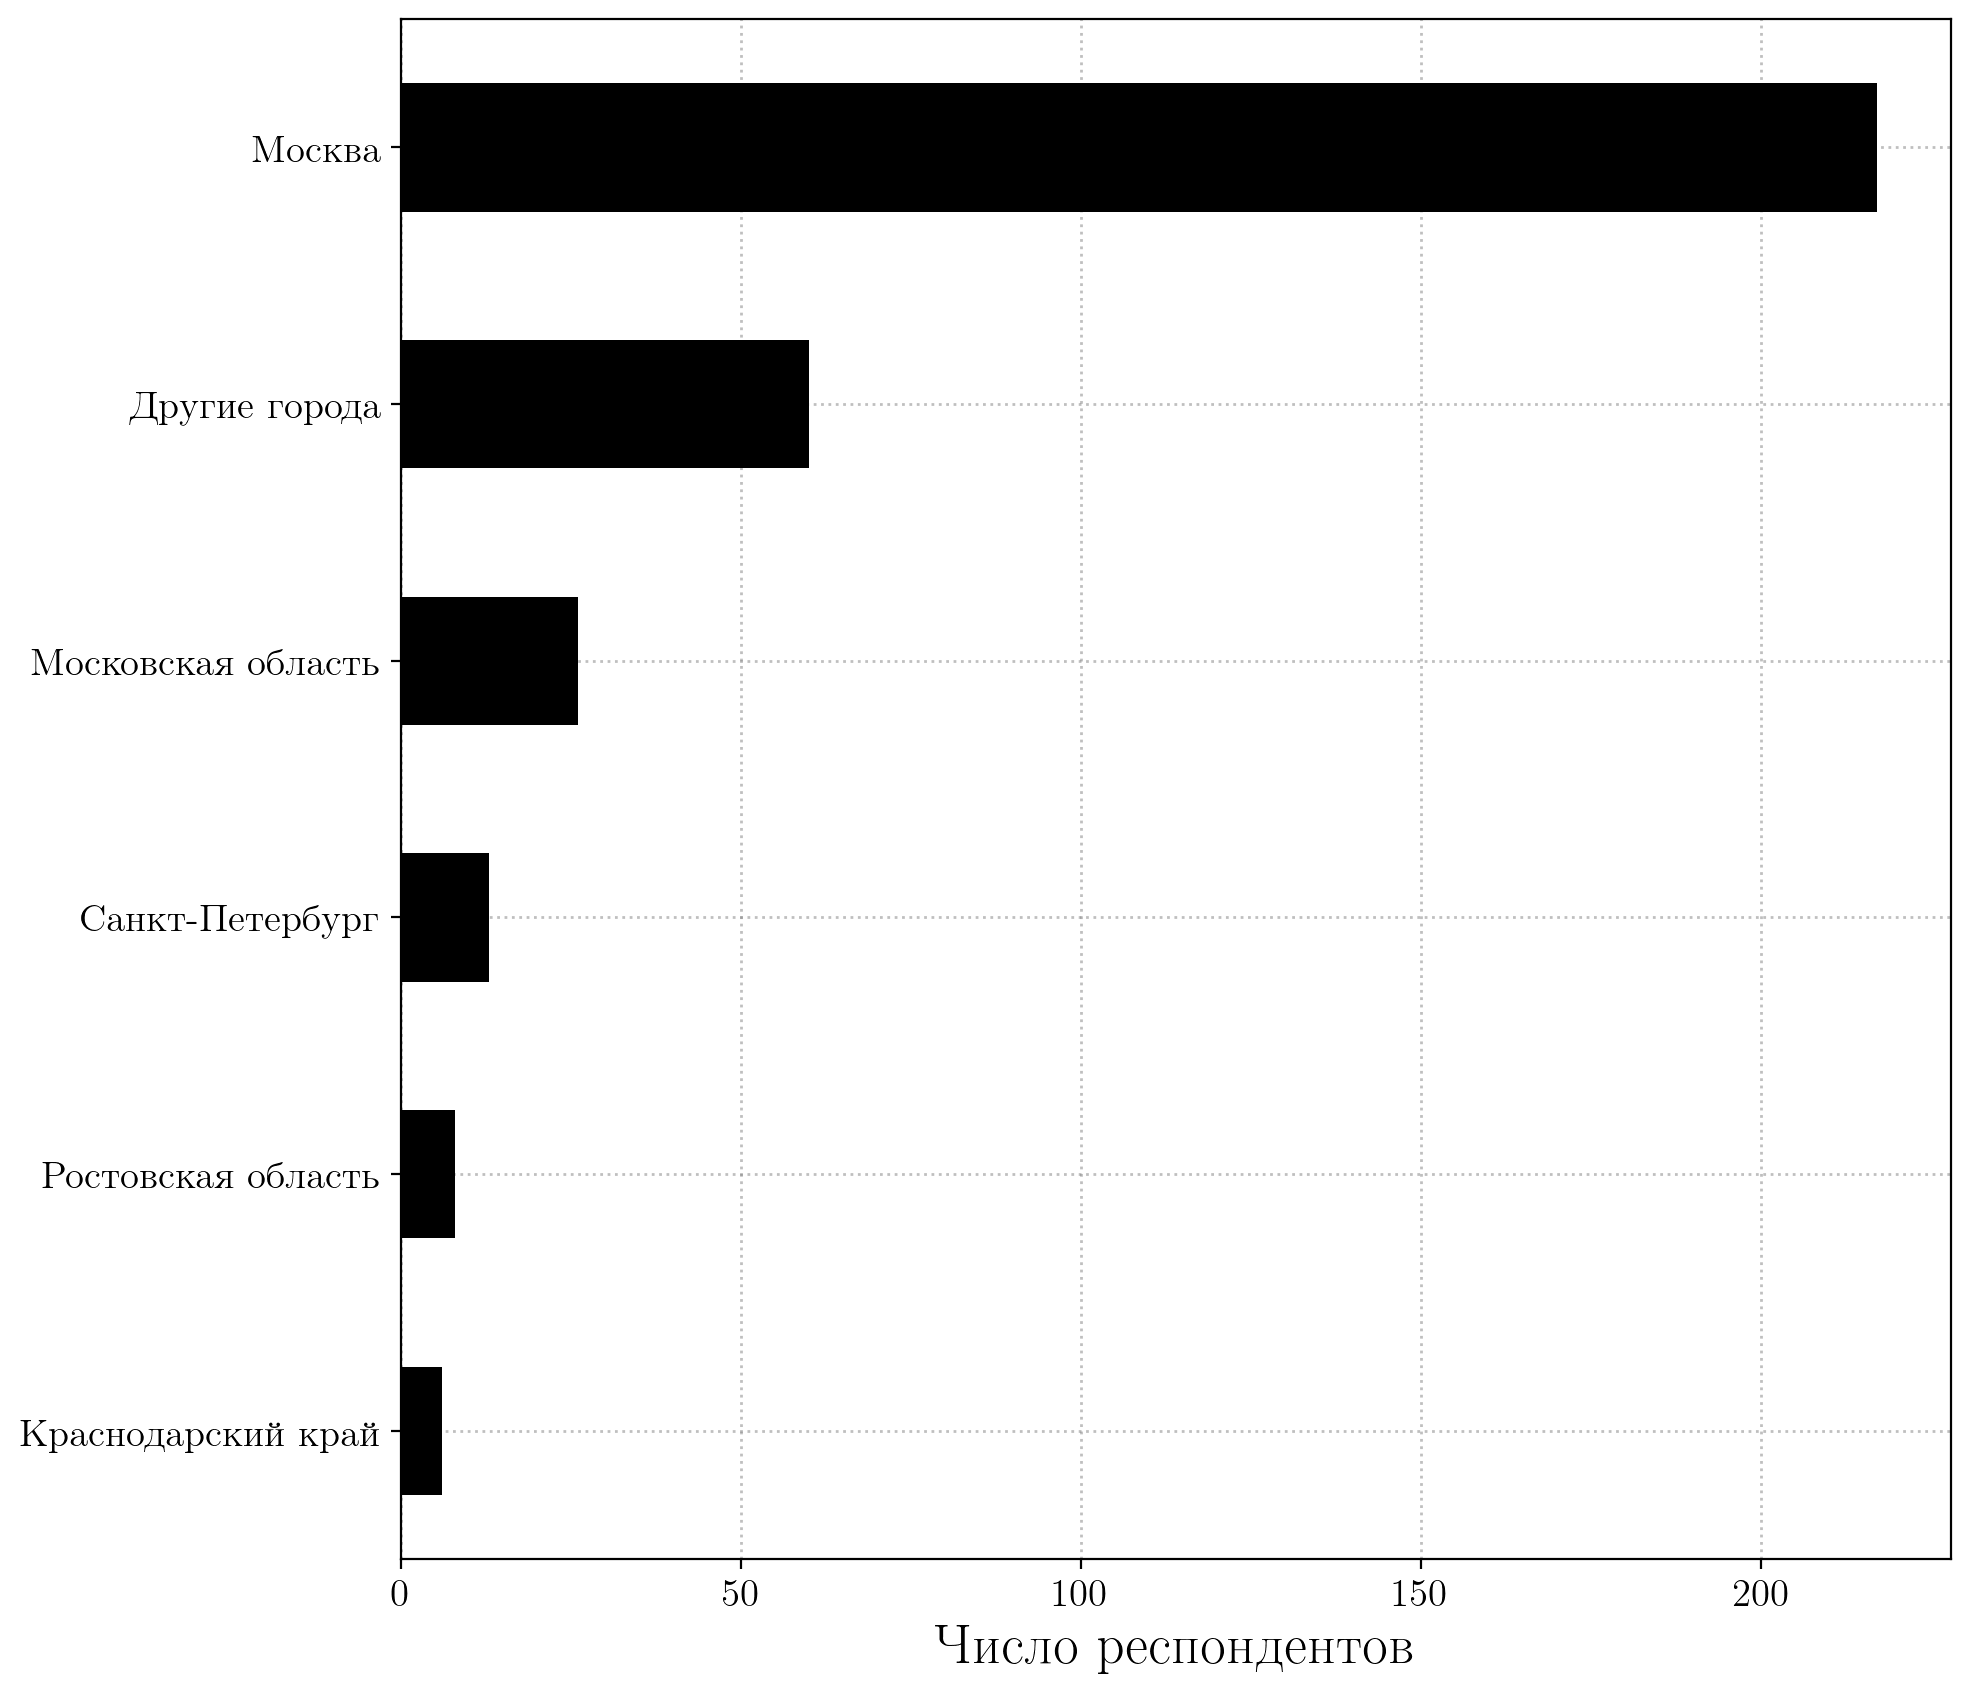 Москва
Другие города
Московская область
Санкт-Петербург
Ростовская область
Краснодарский край
0 50 100 150 200
Число респондентов